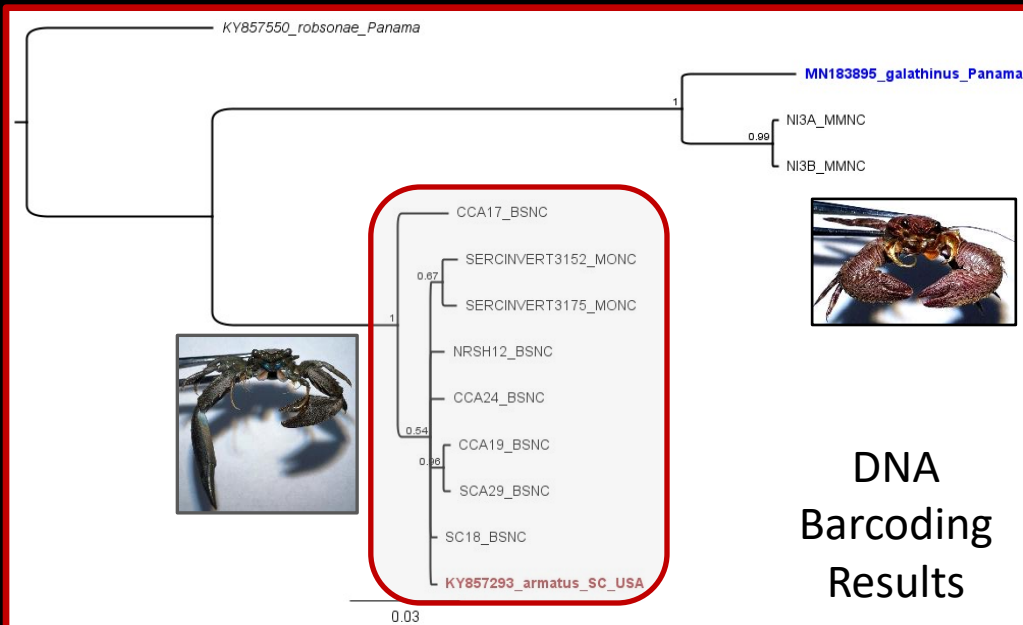 KY857550_robsonae_Panama
MN183895_galathinus_Panama
1
NI3A_MMNC
0.99
NI3B_MMNC
CCA17_BSNC
SERCINVERT3152_MONC
0.67
SERCINVERT3175_MONC
1
NRSH12_BSNC
CCA24_BSNC
0.54
CCA19_BSNC
0.96
SCA29_BSNC
SC18_BSNC
KY857293_armatus_SC_USA
0.03
DNA
Barcoding
Results